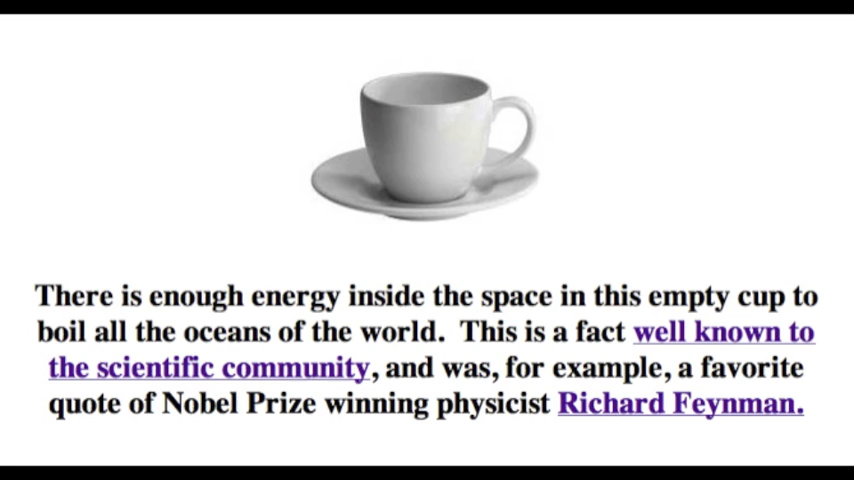 There is enough energy inside the space in this empty cup to
boil all the oceans of the world.  This is a fact well known to
the scientific community, and was, for example, a favorite
quote of Nobel Prize winning physicist Richard Feynman.